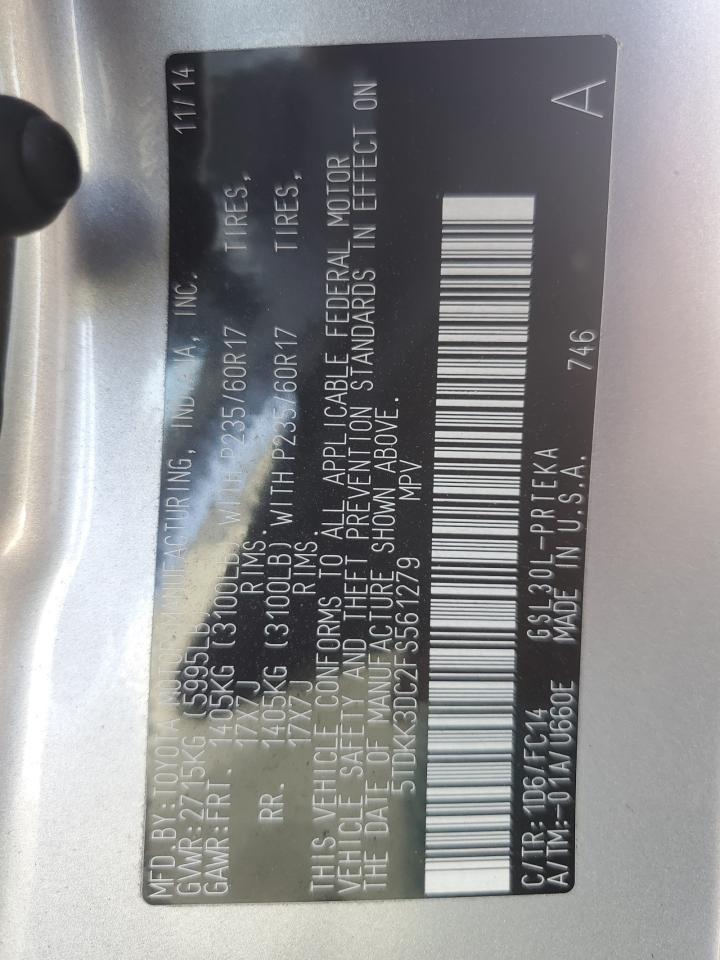 MFD.BY:TOYOTA MOTOR MANUFACTURING, INDIANA, INC. 11/14
GVWR:2715KG (5995LB)
GAWR:FRT. 1405KG (3100LB) WITH P235/60R17 TIRES,
17X7J RIMS.
RR. 1405KG (3100LB) WITH P235/60R17 TIRES,
17X7J RIMS.
THIS VEHICLE CONFORMS TO ALL APPLICABLE FEDERAL MOTOR
VEHICLE SAFETY AND THEFT PREVENTION STANDARDS IN EFFECT ON
THE DATE OF MANUFACTURE SHOWN ABOVE.
5TDKK3DC2FS561279 MPV
C/TR:1D6/FC14 GSL30L-PRTEKA 746 A
A/TM:-01A/U660E MADE IN U.S.A.